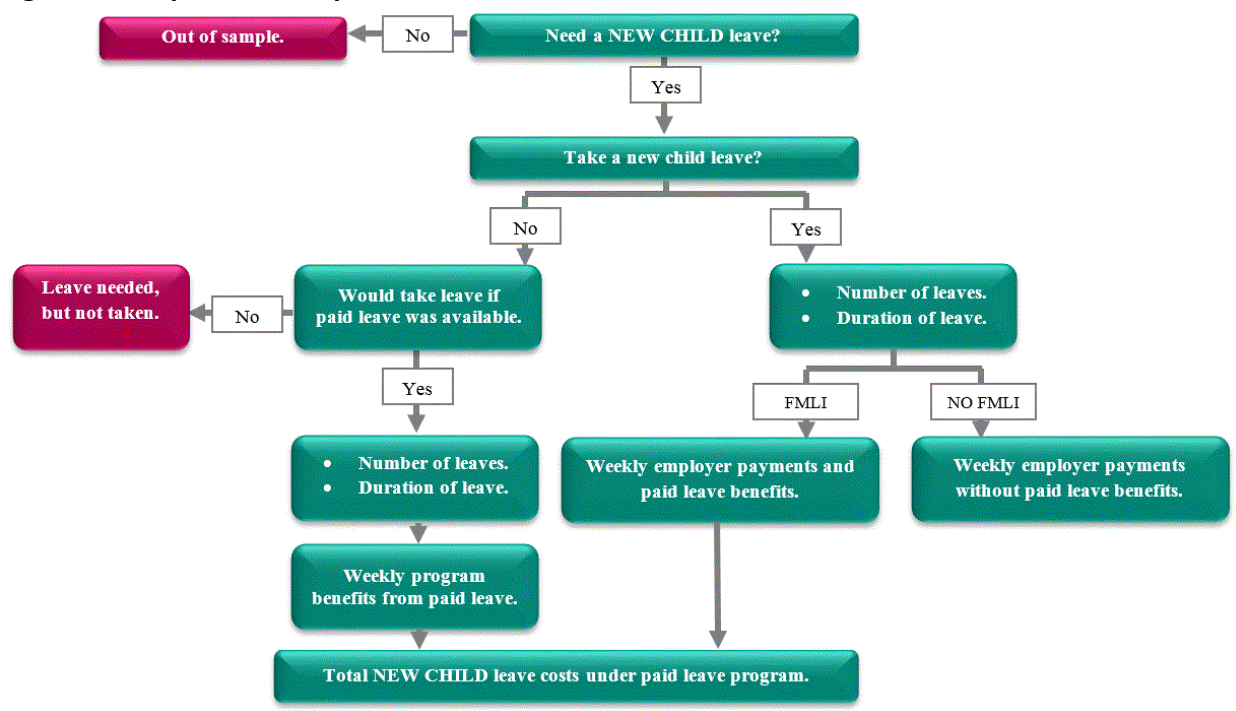 Out of sample.
No
Need a NEW CHILD leave?
Yes
Take a new child leave?
No
Yes
Leave needed,
but not taken.
No
Would take leave if
paid leave was available.
• Number of leaves.
• Duration of leave.
Yes
FMLI
NO FMLI
• Number of leaves.
• Duration of leave.
Weekly employer payments and
paid leave benefits.
Weekly employer payments
without paid leave benefits.
Weekly program
benefits from paid leave.
Total NEW CHILD leave costs under paid leave program.